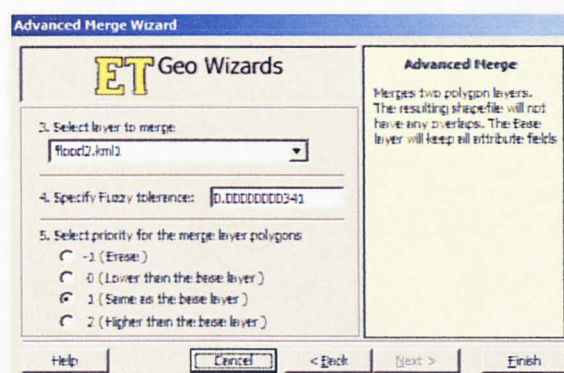 Advanced Merge Wizard
ET Geo Wizards
3. Select layer to merge
flood2.kml1
4. Specify Fuzzy tolerance:
0.00000000341
5. Select priority for the merge layer polygons
-1 (Erase)
0 (Lower than the base layer)
1 (Same as the base layer)
2 (Higher than the base layer)
Advanced Merge
Merges two polygon layers.
The resulting shapefile will not
have any overlaps. The Base
layer will keep all attribute fields
Help
Cancel
< Back
Next >
Finish